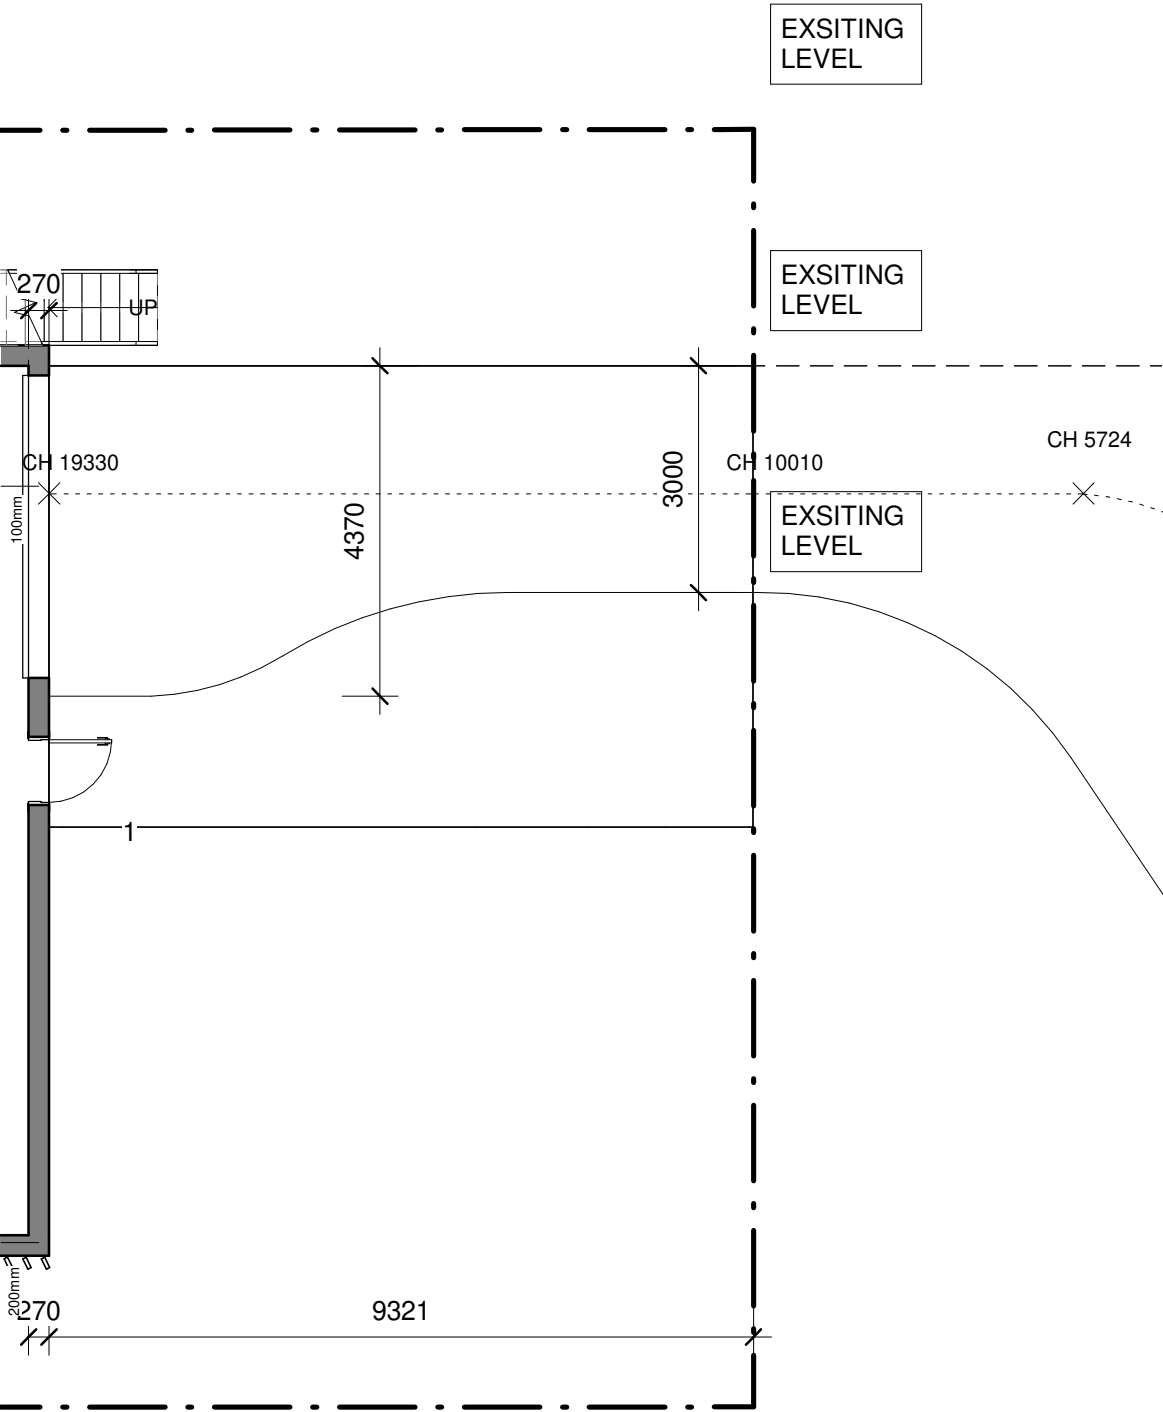 EXSITING
LEVEL
EXSITING
LEVEL
270
UP
CH 5724
CH 19330
CH 10010
3000
100mm
4370
EXSITING
LEVEL
1
200mm
270
9321